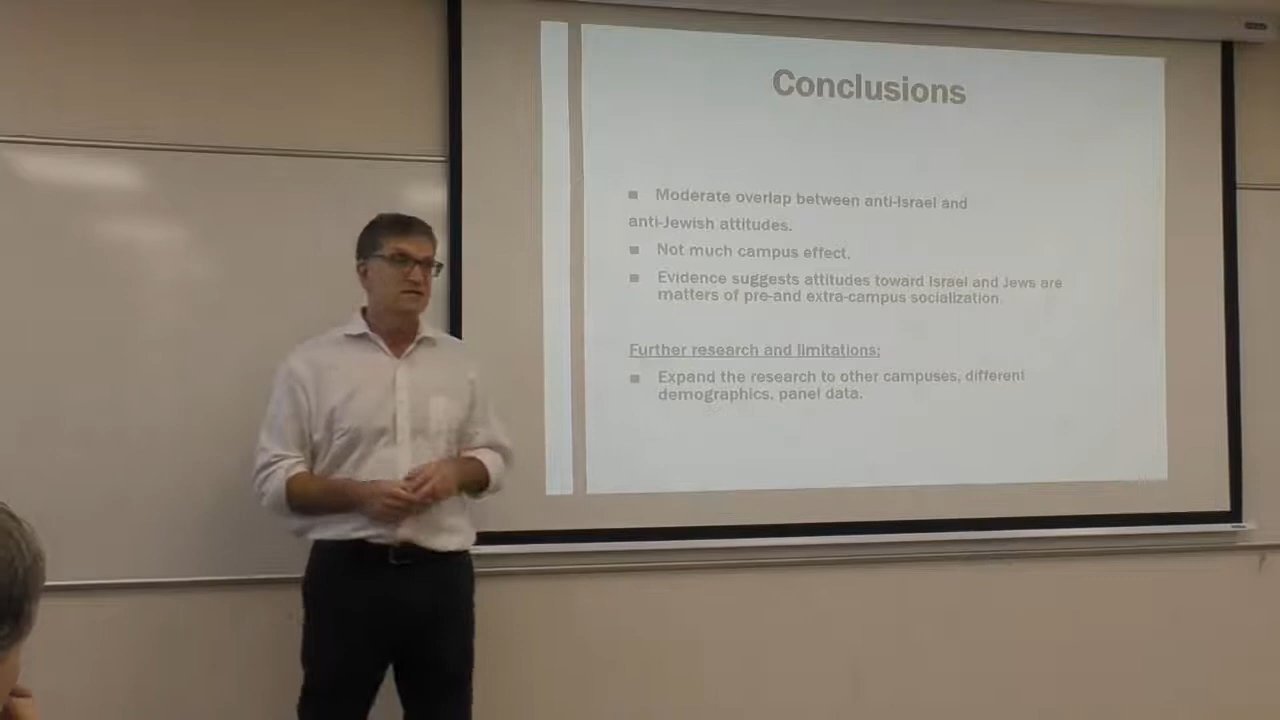 Conclusions
■ Moderate overlap between anti-Israel and
anti-Jewish attitudes.
■ Not much campus effect.
■ Evidence suggests attitudes toward Israel and Jews are
matters of pre-and extra-campus socialization.
Further research and limitations:
■ Expand the research to other campuses, different
demographics, panel data.